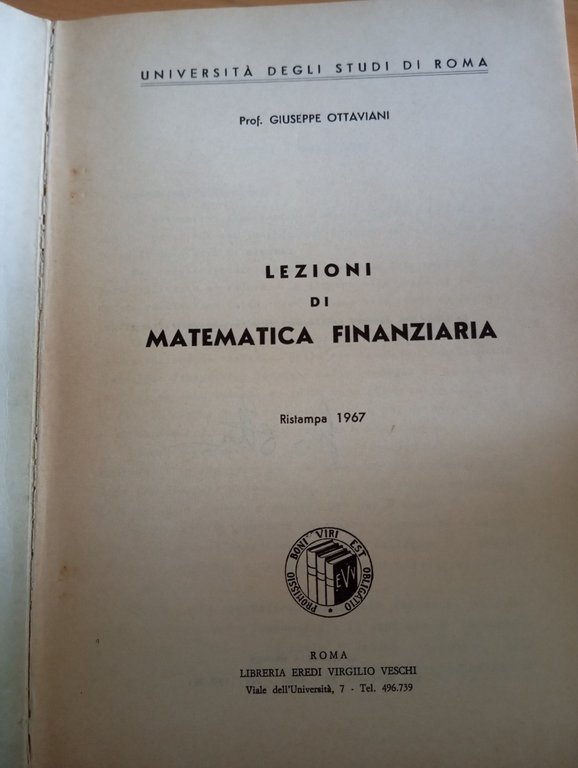 UNIVERSITÀ DEGLI STUDI DI ROMA
Prof. GIUSEPPE OTTAVIANI
LEZIONI
DI
MATEMATICA FINANZIARIA
Ristampa 1967
PROMISSIO BONI VIRI EST OBLIGATIO
EVV
ROMA
LIBRERIA EREDI VIRGILIO VESCHI
Viale dell'Università, 7 - Tel. 496.739